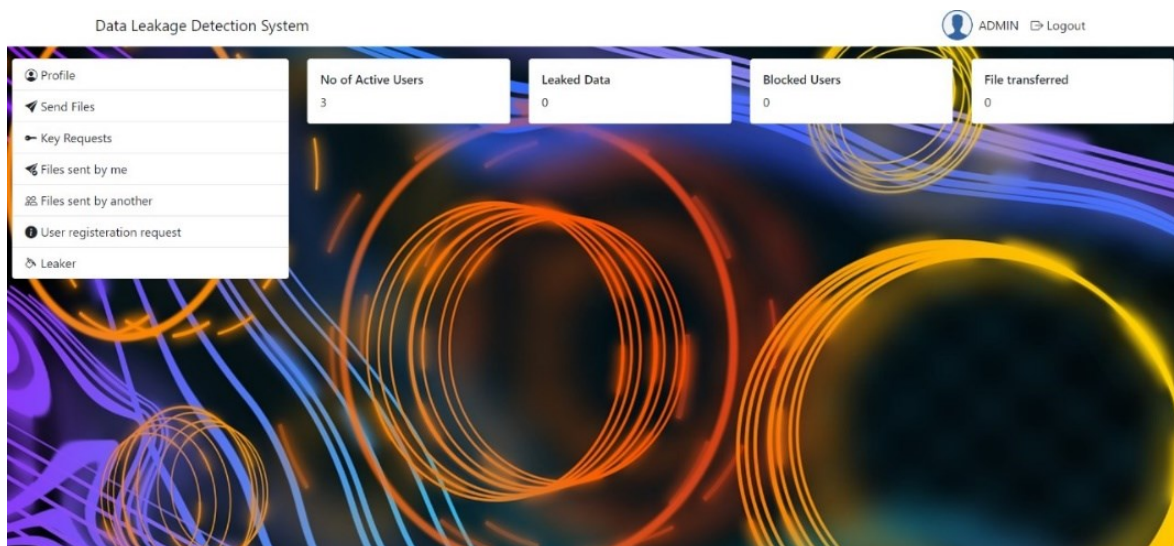 Data Leakage Detection System
ADMIN Logout
Profile
Send Files
Key Requests
Files sent by me
Files sent by another
User registeration request
Leaker
No of Active Users
3
Leaked Data
0
Blocked Users
0
File transferred
0